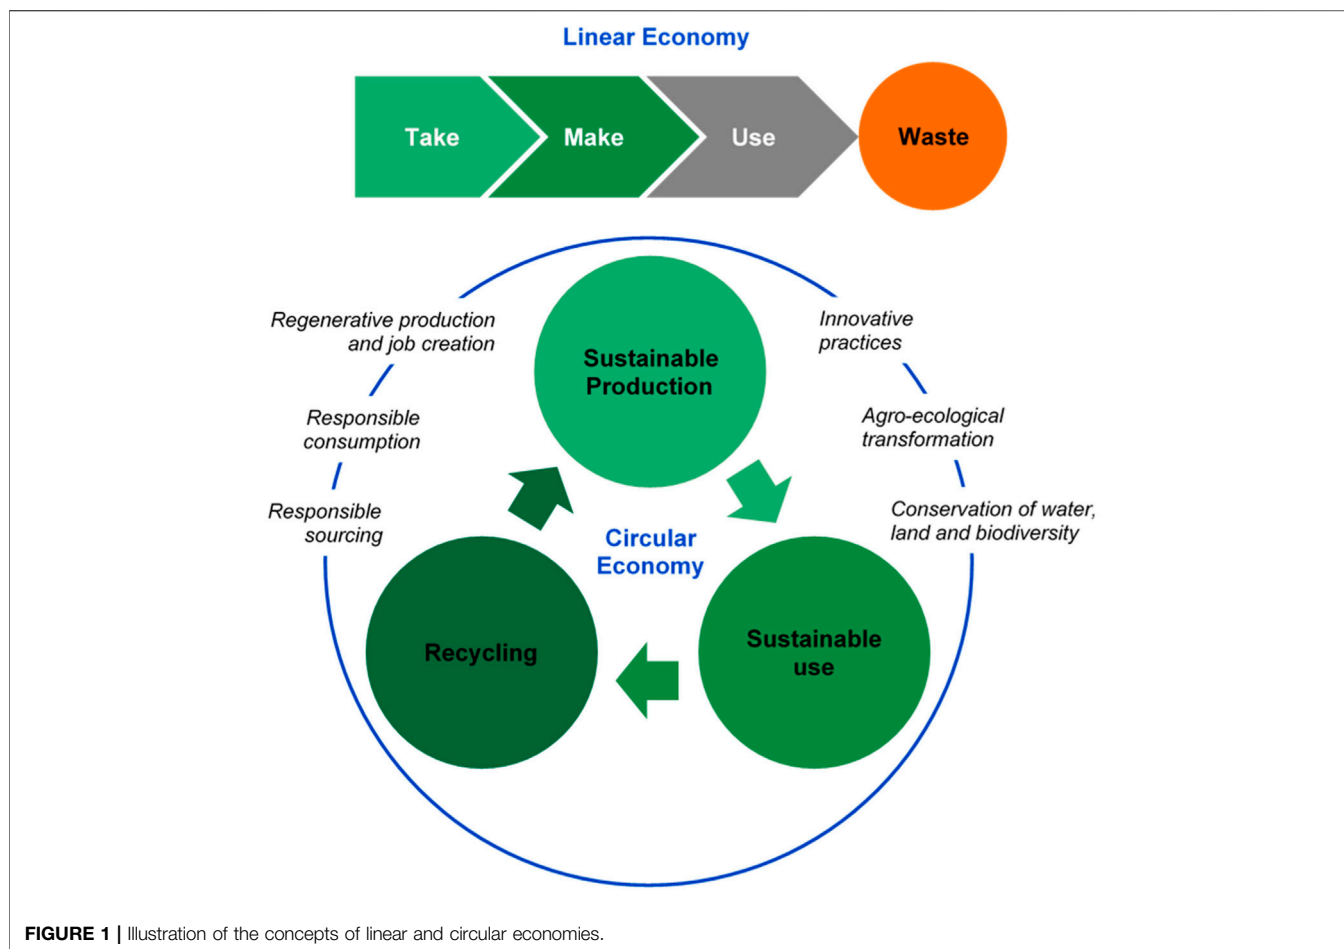 Linear Economy
Take
Make
Use
Waste
Regenerative production
and job creation
Innovative
practices
Sustainable
Production
Responsible
consumption
Agro-ecological
transformation
Responsible
sourcing
Conservation of water,
land and biodiversity
Circular
Economy
Recycling
Sustainable
use
FIGURE 1 | Illustration of the concepts of linear and circular economies.